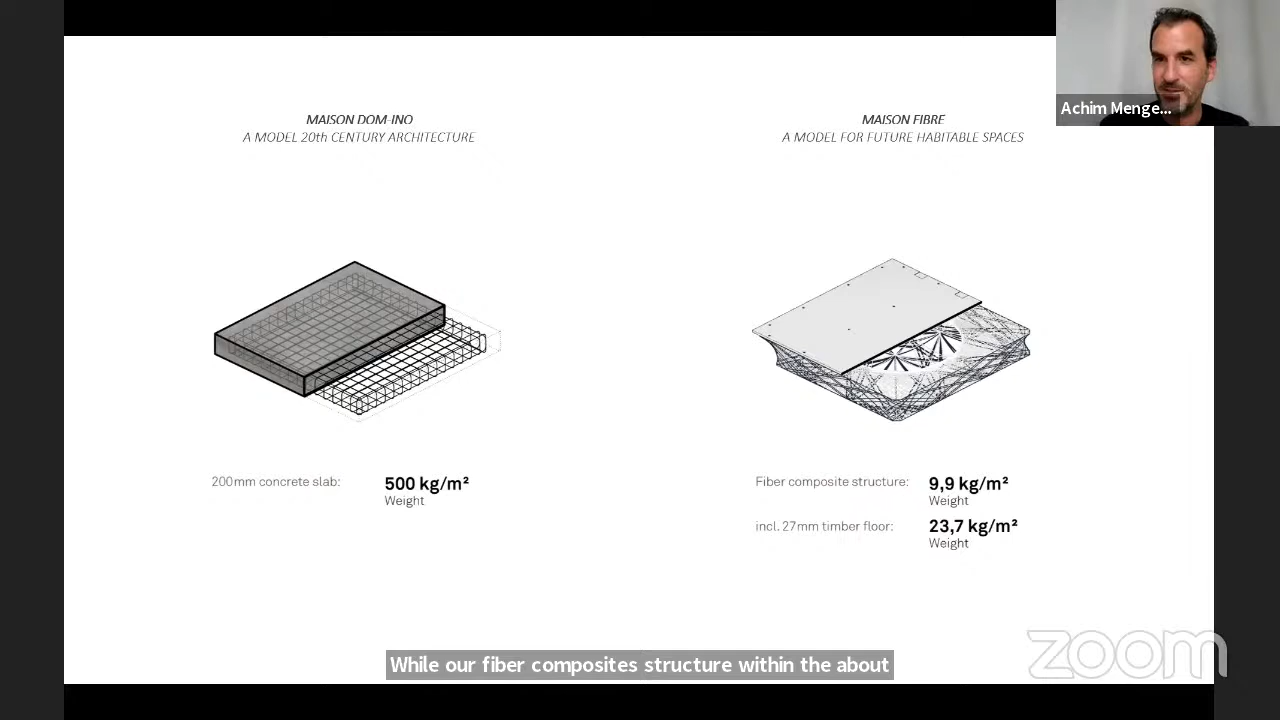 MAISON DOM-INO
A MODEL 20th CENTURY ARCHITECTURE
MAISON FIBRE
A MODEL FOR FUTURE HABITABLE SPACES
Achim Menge...
200mm concrete slab:
500 kg/m²
Weight
Fiber composite structure:
9,9 kg/m²
Weight
incl. 27mm timber floor:
23,7 kg/m²
Weight
While our fiber composites structure within the about
zoom